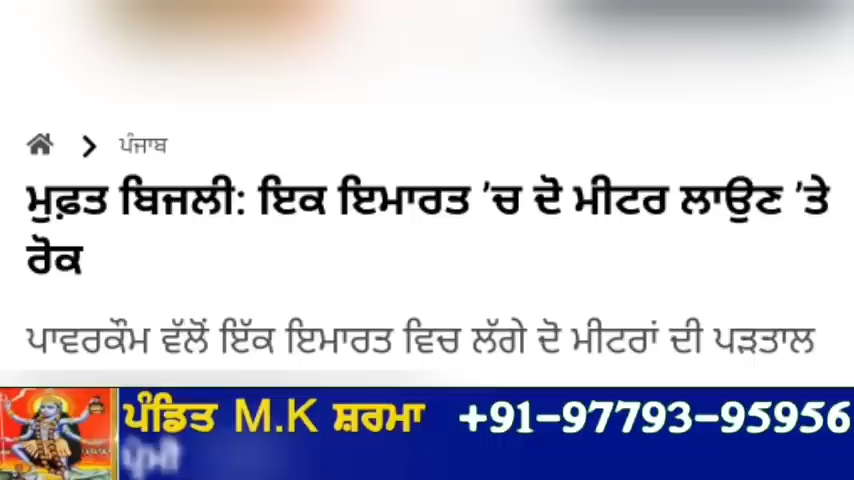 ਪੰਜਾਬ
ਮੁਫ਼ਤ ਬਿਜਲੀ: ਇਕ ਇਮਾਰਤ ’ਚ ਦੋ ਮੀਟਰ ਲਾਉਣ ’ਤੇ
ਰੋਕ
ਪਾਵਰਕੌਮ ਵੱਲੋਂ ਇੱਕ ਇਮਾਰਤ ਵਿਚ ਲੱਗੇ ਦੋ ਮੀਟਰਾਂ ਦੀ ਪੜਤਾਲ
ਪੰਡਿਤ M.K ਸ਼ਰਮਾ +91-97793-95956